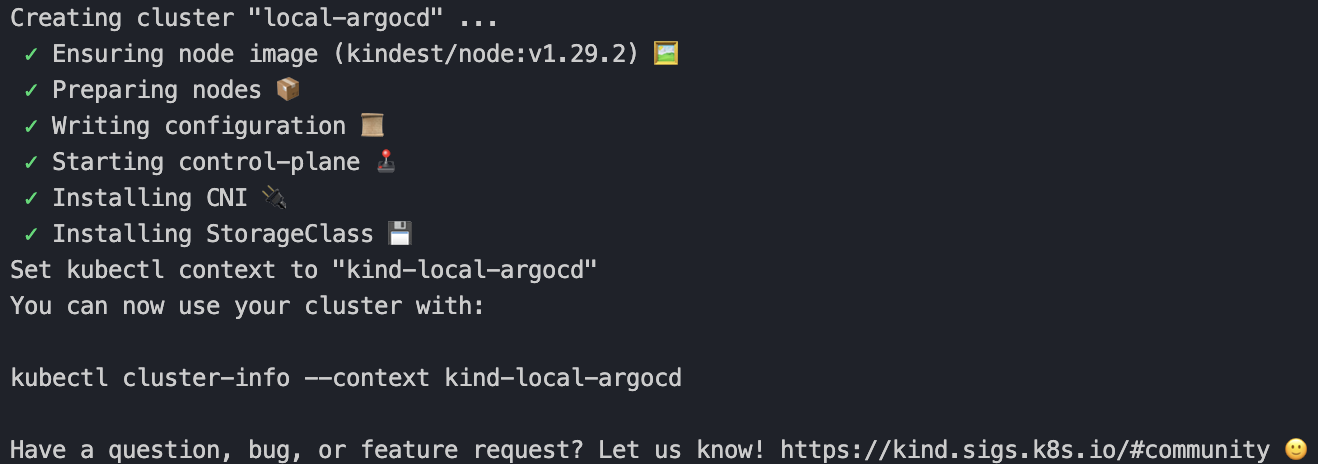 Creating cluster "local-argocd" ...
✓ Ensuring node image (kindest/node:v1.29.2) 🖼
✓ Preparing nodes 📦
✓ Writing configuration 📜
✓ Starting control-plane 🕹️
✓ Installing CNI 🔌
✓ Installing StorageClass 💾
Set kubectl context to "kind-local-argocd"
You can now use your cluster with:

kubectl cluster-info --context kind-local-argocd

Have a question, bug, or feature request? Let us know! https://kind.sigs.k8s.io/#community 🙂